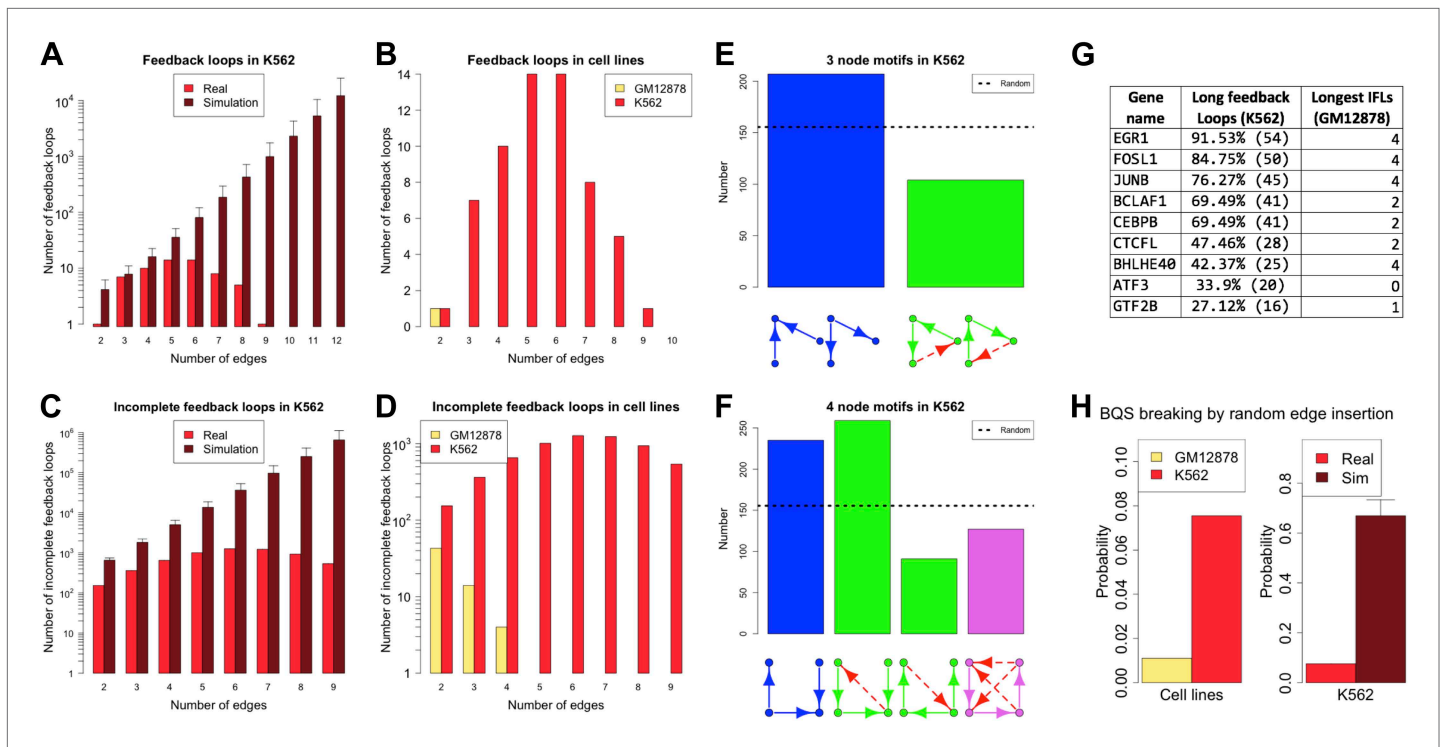 A
Feedback loops in K562
Real
Simulation
Number of feedback loops
10^4
10^3
10^2
10
1
2 3 4 5 6 7 8 9 10 11 12
Number of edges
B
Feedback loops in cell lines
GM12878
K562
Number of feedback loops
14
12
10
8
6
4
2
0
2 3 4 5 6 7 8 9 10
Number of edges
E
3 node motifs in K562
Random
Number
200
150
100
50
0
G
Gene name Long feedback Loops (K562) Longest IFLs (GM12878)
EGR1 91.53% (54) 4
FOSL1 84.75% (50) 4
JUNB 76.27% (45) 4
BCLAF1 69.49% (41) 2
CEBPB 69.49% (41) 2
CTCFL 47.46% (28) 2
BHLHE40 42.37% (25) 4
ATF3 33.9% (20) 0
GTF2B 27.12% (16) 1
C
Incomplete feedback loops in K562
Real
Simulation
Number of incomplete feedback loops
10^6
10^5
10^4
10^3
10^2
10
1
2 3 4 5 6 7 8 9
Number of edges
D
Incomplete feedback loops in cell lines
GM12878
K562
Number of incomplete feedback loops
10^3
10^2
10
1
2 3 4 5 6 7 8 9
Number of edges
F
4 node motifs in K562
Random
Number
250
200
150
100
50
0
H
BQS breaking by random edge insertion
GM12878
K562
Probability
0.10
0.08
0.06
0.04
0.02
0.00
Cell lines
Real
Sim
Probability
0.8
0.6
0.4
0.2
0.0
K562